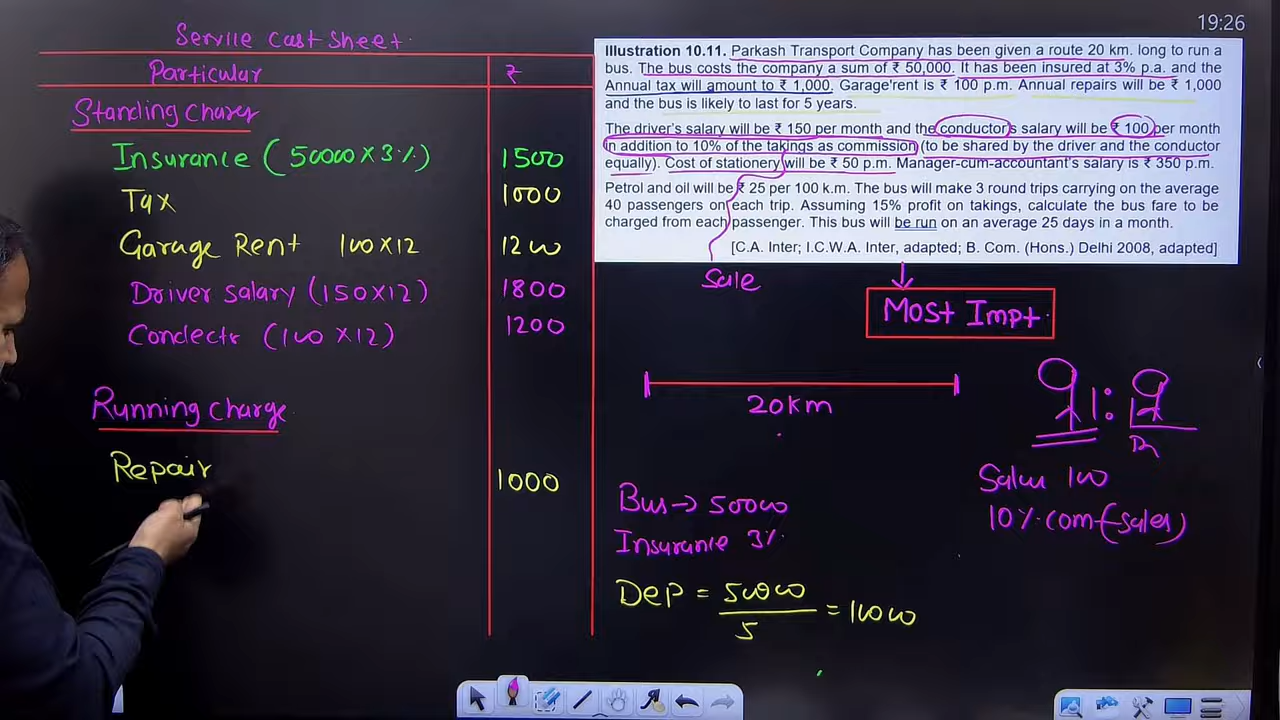 19:26
Service cost sheet.
Particular ₹
Standing charges
Insurance (50000 × 3%) 1500
Tax 1000
Garage Rent 100 × 12 1200
Driver salary (150 × 12) 1800
Conductr (100 × 12) 1200
Running charge
Repair 1000
Illustration 10.11. Parkash Transport Company has been given a route 20 km. long to run a
bus. The bus costs the company a sum of ₹ 50,000. It has been insured at 3% p.a. and the
Annual tax will amount to ₹ 1,000. Garage'rent is ₹ 100 p.m. Annual repairs will be ₹ 1,000
and the bus is likely to last for 5 years.
The driver's salary will be ₹ 150 per month and the conductor's salary will be ₹ 100 per month
in addition to 10% of the takings as commission (to be shared by the driver and the conductor
equally). Cost of stationery will be ₹ 50 p.m. Manager-cum-accountant's salary is ₹ 350 p.m.
Petrol and oil will be ₹ 25 per 100 k.m. The bus will make 3 round trips carrying on the average
40 passengers on each trip. Assuming 15% profit on takings, calculate the bus fare to be
charged from each passenger. This bus will be run on an average 25 days in a month.
[C.A. Inter; I.C.W.A. Inter, adapted; B. Com. (Hons.) Delhi 2008, adapted]
Sale
Most Impt.
20km
Bus → 50000
Insurance 3%
Dep = 50000 / 5 = 10000
1:1
Sales 100
10% com (Sales)